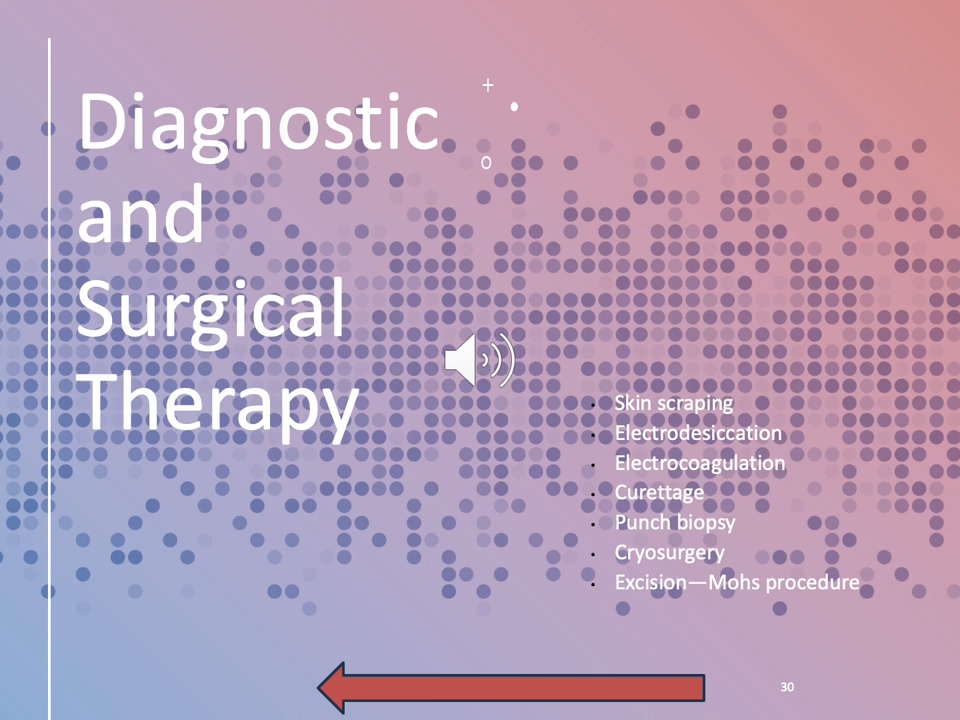 Diagnostic
and
Surgical
Therapy
• Skin scraping
• Electrodesiccation
• Electrocoagulation
• Curettage
• Punch biopsy
• Cryosurgery
• Excision—Mohs procedure
30